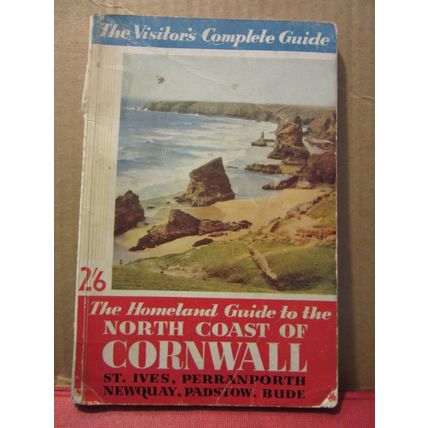 The Visitor's Complete Guide
2/6
The Homeland Guide to the
NORTH COAST OF
CORNWALL
ST. IVES, PERRANPORTH
NEWQUAY, PADSTOW, BUDE